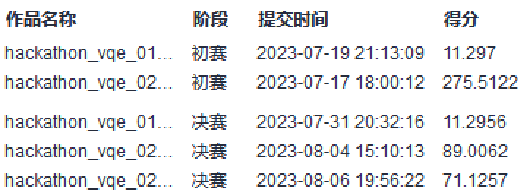 作品名称 阶段 提交时间 得分
hackathon_vqe_01... 初赛 2023-07-19 21:13:09 11.297
hackathon_vqe_02... 初赛 2023-07-17 18:00:12 275.5122
hackathon_vqe_01... 决赛 2023-07-31 20:32:16 11.2956
hackathon_vqe_02... 决赛 2023-08-04 15:10:13 89.0062
hackathon_vqe_02... 决赛 2023-08-06 19:56:22 71.1257